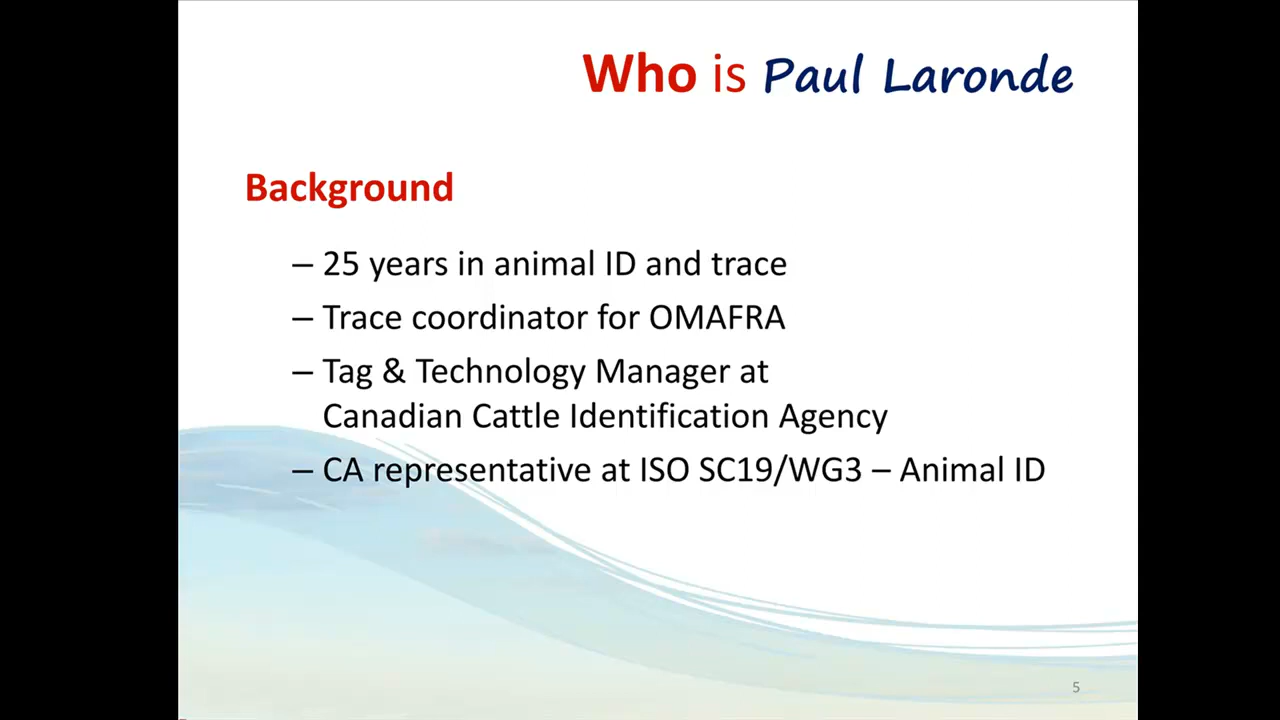 Who is Paul Laronde
Background
– 25 years in animal ID and trace
– Trace coordinator for OMAFRA
– Tag & Technology Manager at
Canadian Cattle Identification Agency
– CA representative at ISO SC19/WG3 – Animal ID
5